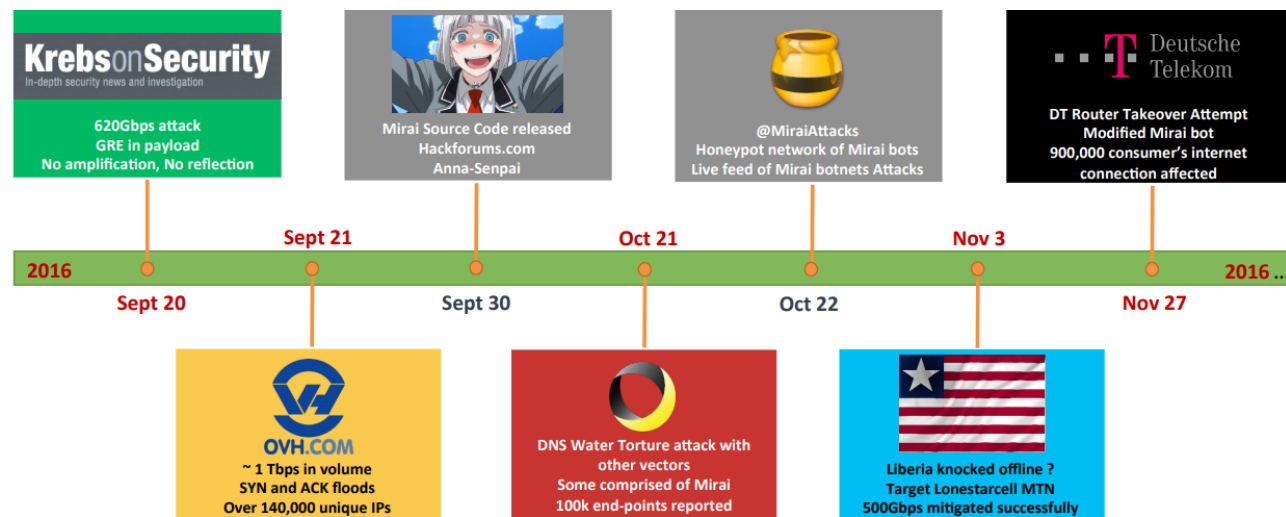 KrebsonSecurity
In-depth security news and investigation
620Gbps attack
GRE in payload
No amplification, No reflection
Mirai Source Code released
Hackforums.com
Anna-Senpai
@MiraiAttacks
Honeypot network of Mirai bots
Live feed of Mirai botnets Attacks
Deutsche
Telekom
DT Router Takeover Attempt
Modified Mirai bot
900,000 consumer's internet
connection affected
Sept 21
Oct 21
Nov 3
2016
2016 ..
Sept 20
Sept 30
Oct 22
Nov 27
OVH.COM
~ 1 Tbps in volume
SYN and ACK floods
Over 140,000 unique IPs
DNS Water Torture attack with
other vectors
Some comprised of Mirai
100k end-points reported
Liberia knocked offline ?
Target Lonestarcell MTN
500Gbps mitigated successfully